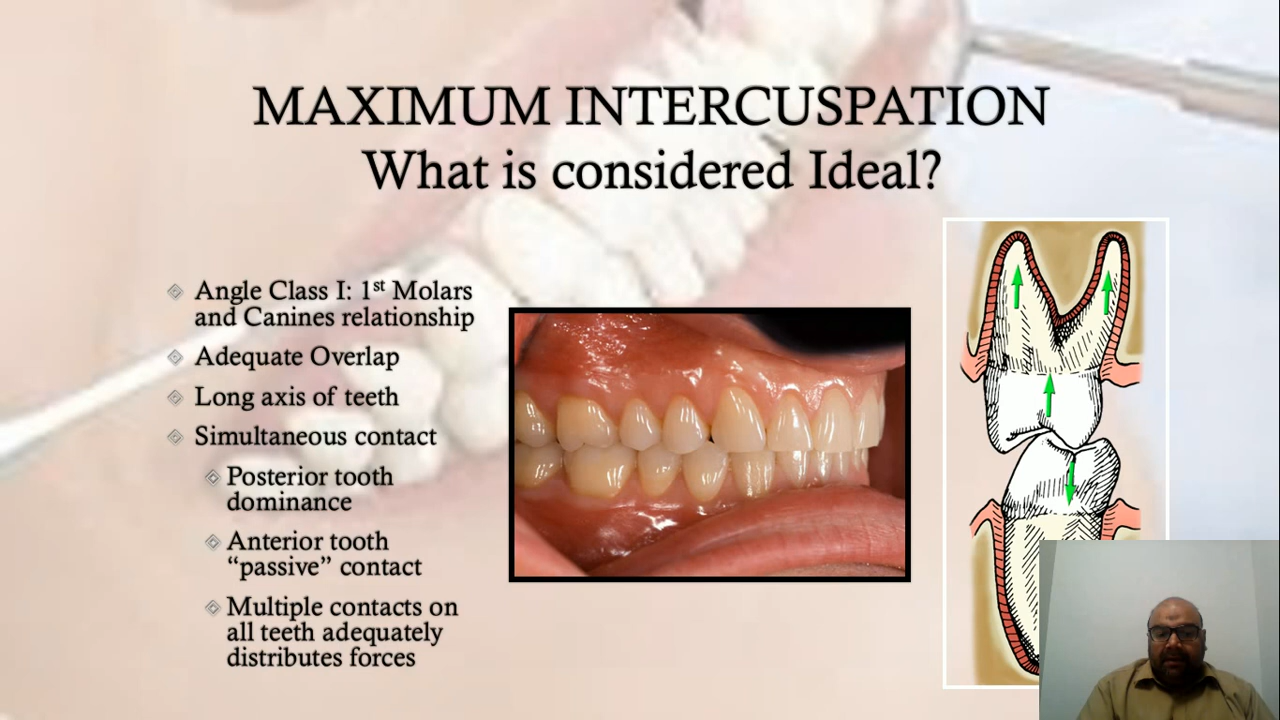 MAXIMUM INTERCUSPATION
What is considered Ideal?
Angle Class I: 1st Molars
and Canines relationship
Adequate Overlap
Long axis of teeth
Simultaneous contact
Posterior tooth
dominance
Anterior tooth
“passive” contact
Multiple contacts on
all teeth adequately
distributes forces